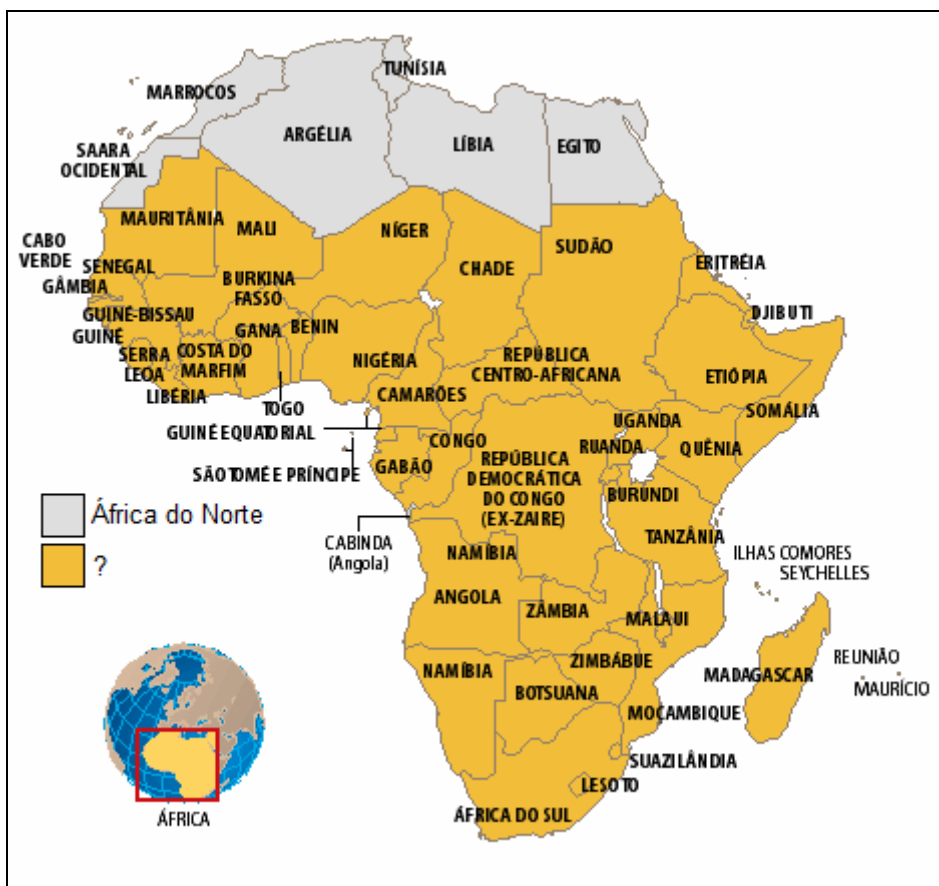 TUNÍSIA
MARROCOS
ARGÉLIA
LÍBIA
EGITO
SAARA
OCIDENTAL
MAURITÂNIA
MALI
NÍGER
CHADE
SUDÃO
ERITRÉIA
CABO
VERDE
SENEGAL
GÂMBIA
BURKINA
FASSO
DJIBUTI
GUINÉ-BISSAU
GUINÉ
GANA
BENIN
SERRA
LEOA
COSTA DO
MARFIM
NIGÉRIA
REPÚBLICA
CENTRO-AFRICANA
ETIÓPIA
LIBÉRIA
TOGO
CAMARÕES
SOMÁLIA
GUINÉ EQUATORIAL
UGANDA
CONGO
RUANDA
QUÊNIA
SÃO TOMÉ E PRÍNCIPE
GABÃO
REPÚBLICA
DEMOCRÁTICA
DO CONGO
(EX-ZAIRE)
BURUNDI
África do Norte
?
CABINDA
(Angola)
TANZÂNIA
NAMÍBIA
ILHAS COMORES
SEYCHELLES
ANGOLA
ZÂMBIA
MALAUI
NAMÍBIA
ZIMBÁBUE
BOTSUANA
MADAGASCAR
REUNIÃO
MAURÍCIO
MOÇAMBIQUE
SUAZILÂNDIA
LESOTO
ÁFRICA DO SUL
ÁFRICA